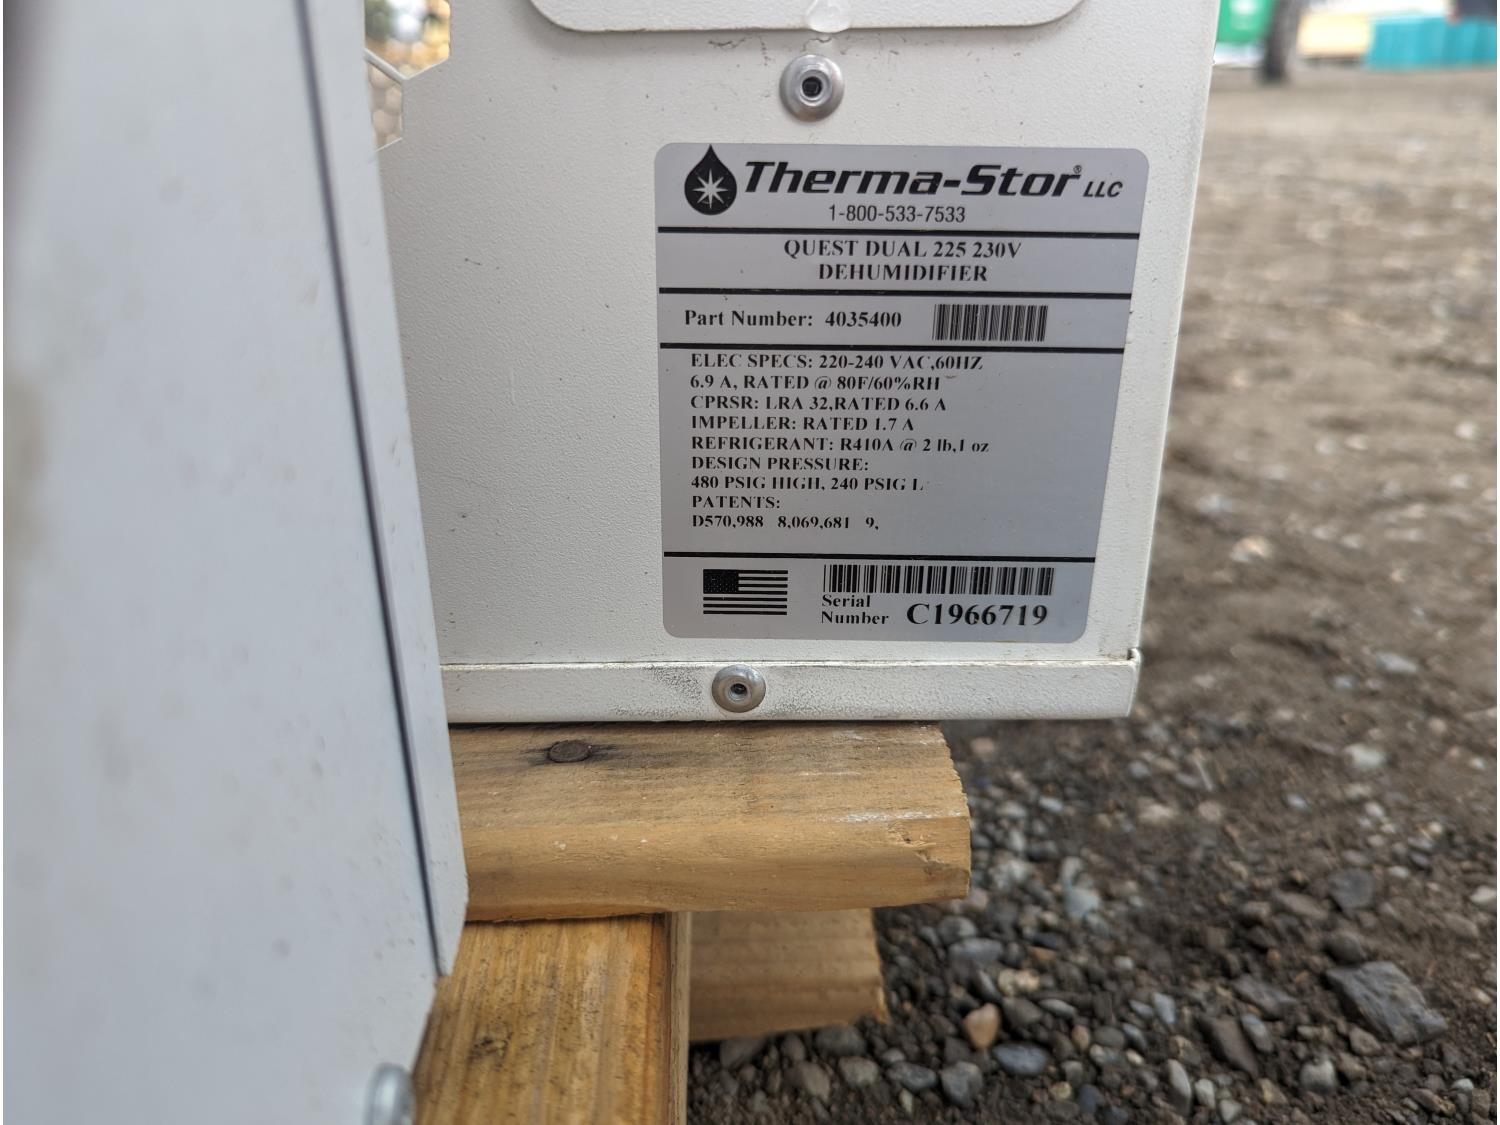 Therma-Stor® LLC
1-800-533-7533
QUEST DUAL 225 230V
DEHUMIDIFIER
Part Number: 4035400
ELEC SPECS: 220-240 VAC,60HZ
6.9 A, RATED @ 80F/60%RH
CPRSR: LRA 32,RATED 6.6 A
IMPELLER: RATED 1.7 A
REFRIGERANT: R410A @ 2 lb,1 oz
DESIGN PRESSURE:
480 PSIG HIGH, 240 PSIG L
PATENTS:
D570,988 8,069,681 9,
Serial
Number C1966719